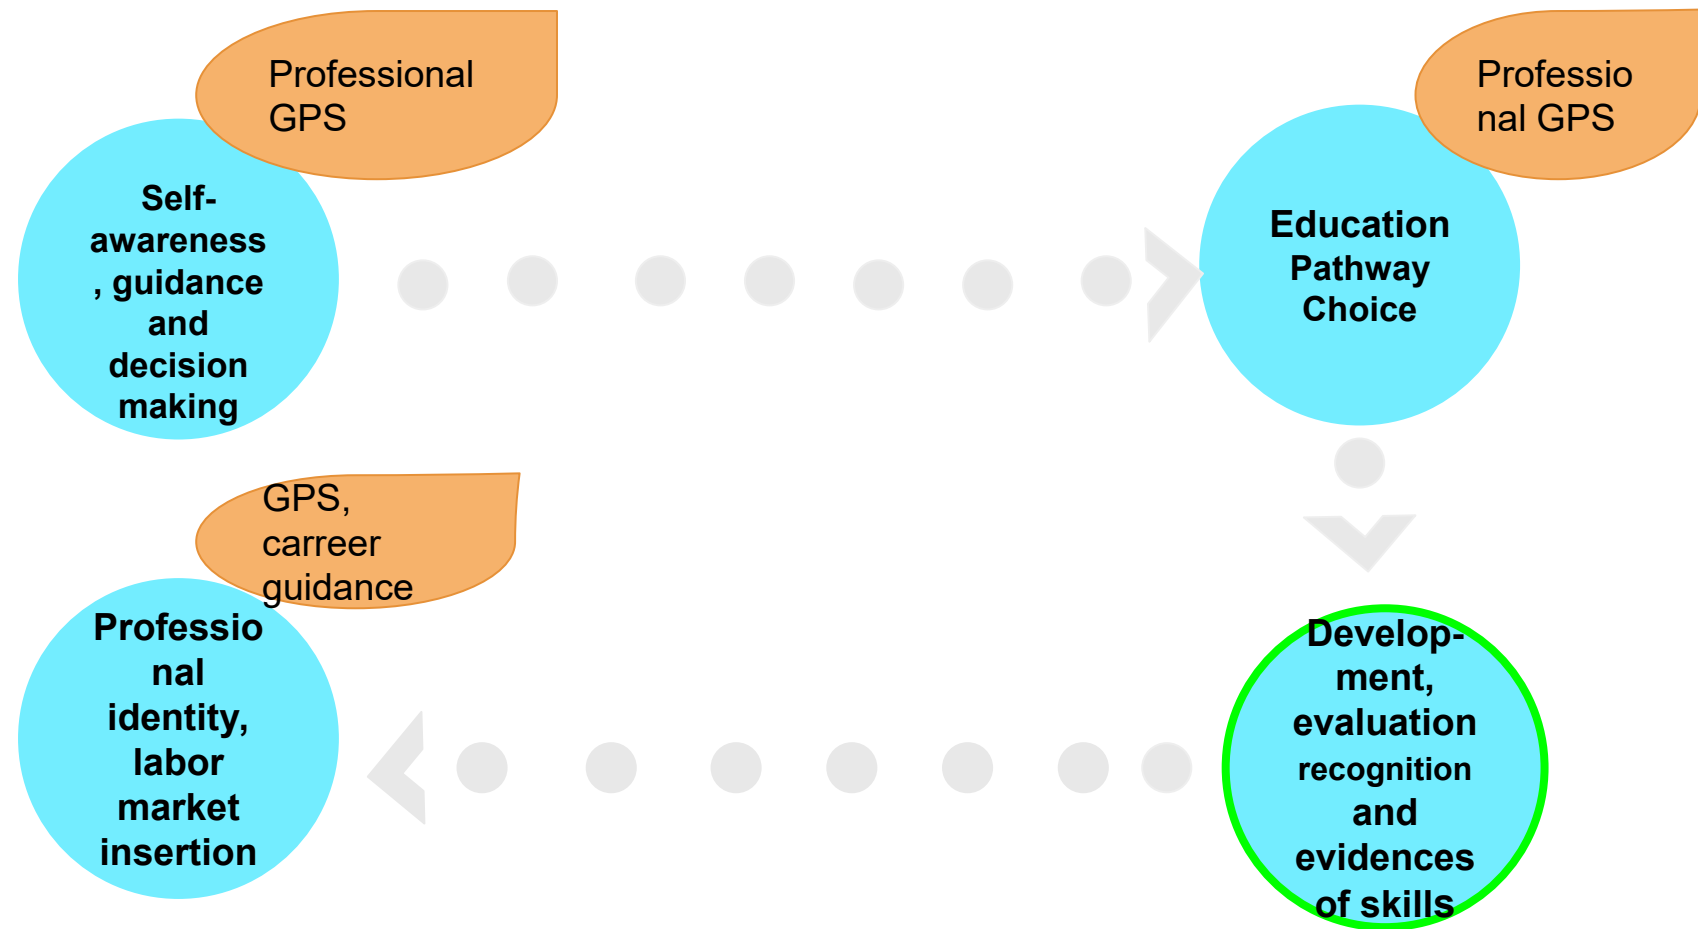 Professional
GPS
Self-
awareness
, guidance
and
decision
making
Professio
nal GPS
Education
Pathway
Choice
Develop-
ment,
evaluation
recognition
and
evidences
of skills
GPS,
carreer
guidance
Professio
nal
identity,
labor
market
insertion